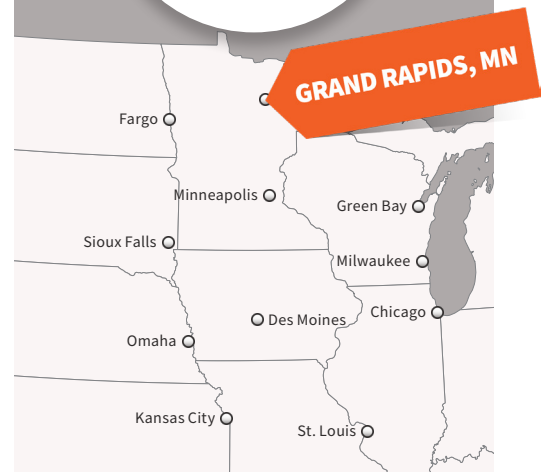 GRAND RAPIDS, MN
Fargo
Minneapolis
Green Bay
Sioux Falls
Milwaukee
Chicago
Des Moines
Omaha
Kansas City
St. Louis